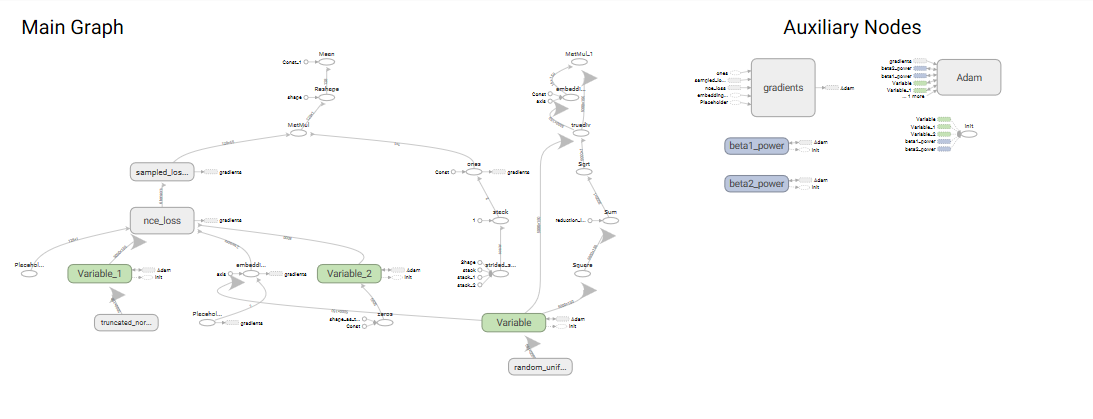 Main Graph
Auxiliary Nodes
Mean
Const_1
Reshape
shape
MatMul
sampled_los...
gradients
ones
Const
gradients
nce_loss
gradients
stack
1
Placehol...
Variable_1
Adam
Init
embeddi...
axis
gradients
Variable_2
Adam
Init
Shape
stack
stack_1
stack_2
strided_s...
truncated_nor...
Placehol...
gradients
zeros
shape_as_t...
Const
MatMul_1
embeddi...
Const
axis
truediv
Sqrt
Sum
reduction_i...
Square
Variable
Adam
Init
random_unif...
ones
sampled_lo...
nce_loss
embedding...
Placeholder
gradients
Adam
gradients
beta2_power
beta1_power
Variable
Variable_1
... 1 more
Adam
beta1_power
Adam
Init
beta2_power
Adam
Init
Variable
Variable_1
Variable_2
beta1_power
beta2_power
init